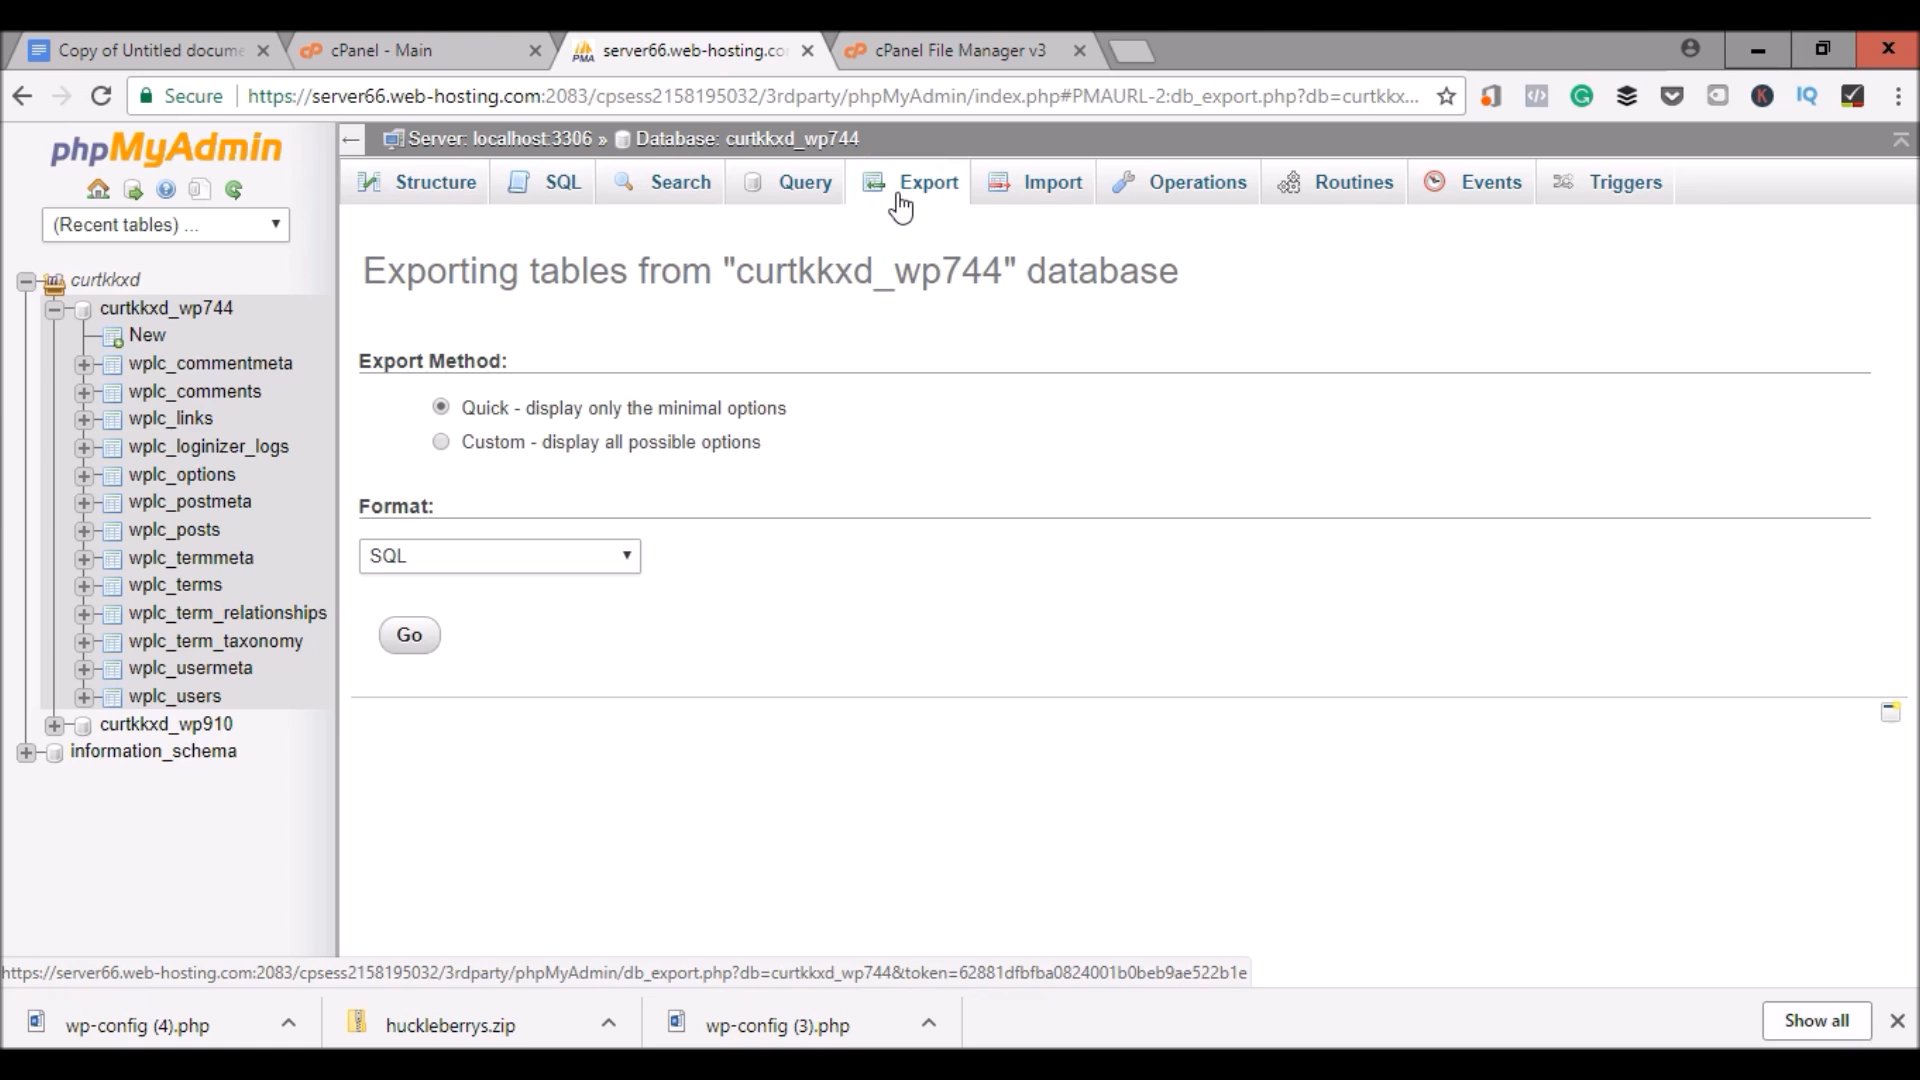 Copy of Untitled docume
cPanel - Main
PMA
server66.web-hosting.co
cPanel File Manager v3
Secure
https://server66.web-hosting.com:2083/cpsess2158195032/3rdparty/phpMyAdmin/index.php#PMAURL-2:db_export.php?db=curtkkx...
IQ
phpMyAdmin
(Recent tables) ...
curtkkxd
curtkkxd_wp744
New
wplc_commentmeta
wplc_comments
wplc_links
wplc_loginizer_logs
wplc_options
wplc_postmeta
wplc_posts
wplc_termmeta
wplc_terms
wplc_term_relationships
wplc_term_taxonomy
wplc_usermeta
wplc_users
curtkkxd_wp910
information_schema
Server: localhost:3306 » Database: curtkkxd_wp744
Structure
SQL
Search
Query
Export
Import
Operations
Routines
Events
Triggers
Exporting tables from "curtkkxd_wp744" database
Export Method:
Quick - display only the minimal options
Custom - display all possible options
Format:
SQL
Go
https://server66.web-hosting.com:2083/cpsess2158195032/3rdparty/phpMyAdmin/db_export.php?db=curtkkxd_wp744&token=62881dfbfba0824001b0beb9ae522b1e
wp-config (4).php
huckleberrys.zip
wp-config (3).php
Show all